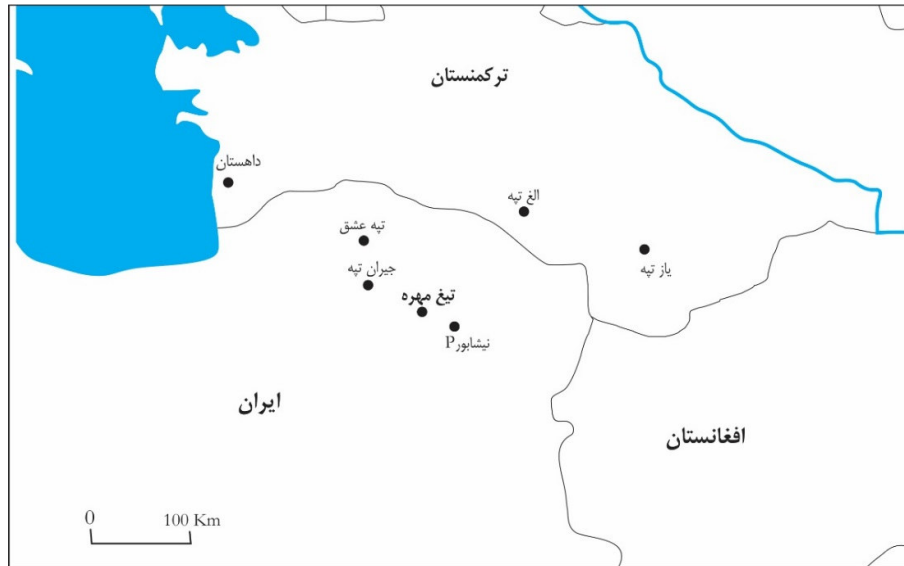 ترکمنستان
داهستان
الغ تپه
تپه عشق
یاز تپه
جیران تپه
تیغ مهره
نیشابورP
ایران
افغانستان
0 100 Km